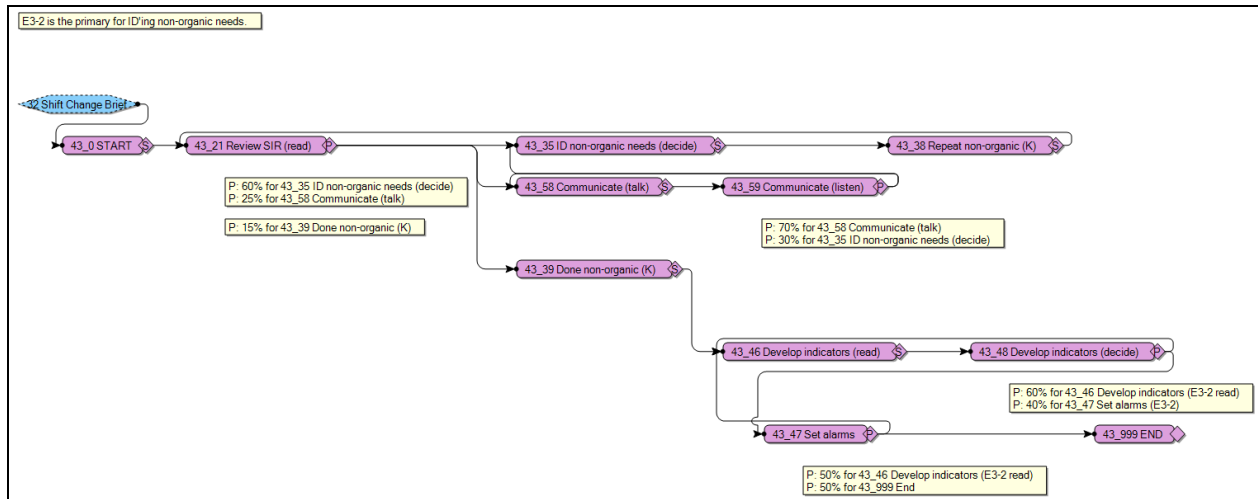 E3-2 is the primary for ID'ing non-organic needs.
32 Shift Change Brief
43_0 START S
43_21 Review SIR (read) P
43_35 ID non-organic needs (decide) S
43_38 Repeat non-organic (K) S
43_58 Communicate (talk) S
43_59 Communicate (listen) P
P: 60% for 43_35 ID non-organic needs (decide)
P: 25% for 43_58 Communicate (talk)
P: 15% for 43_39 Done non-organic (K)
P: 70% for 43_58 Communicate (talk)
P: 30% for 43_35 ID non-organic needs (decide)
43_39 Done non-organic (K) S
43_46 Develop indicators (read) S
43_48 Develop indicators (decide) P
P: 60% for 43_46 Develop indicators (E3-2 read)
P: 40% for 43_47 Set alarms (E3-2)
43_47 Set alarms P
43_999 END
P: 50% for 43_46 Develop indicators (E3-2 read)
P: 50% for 43_999 End